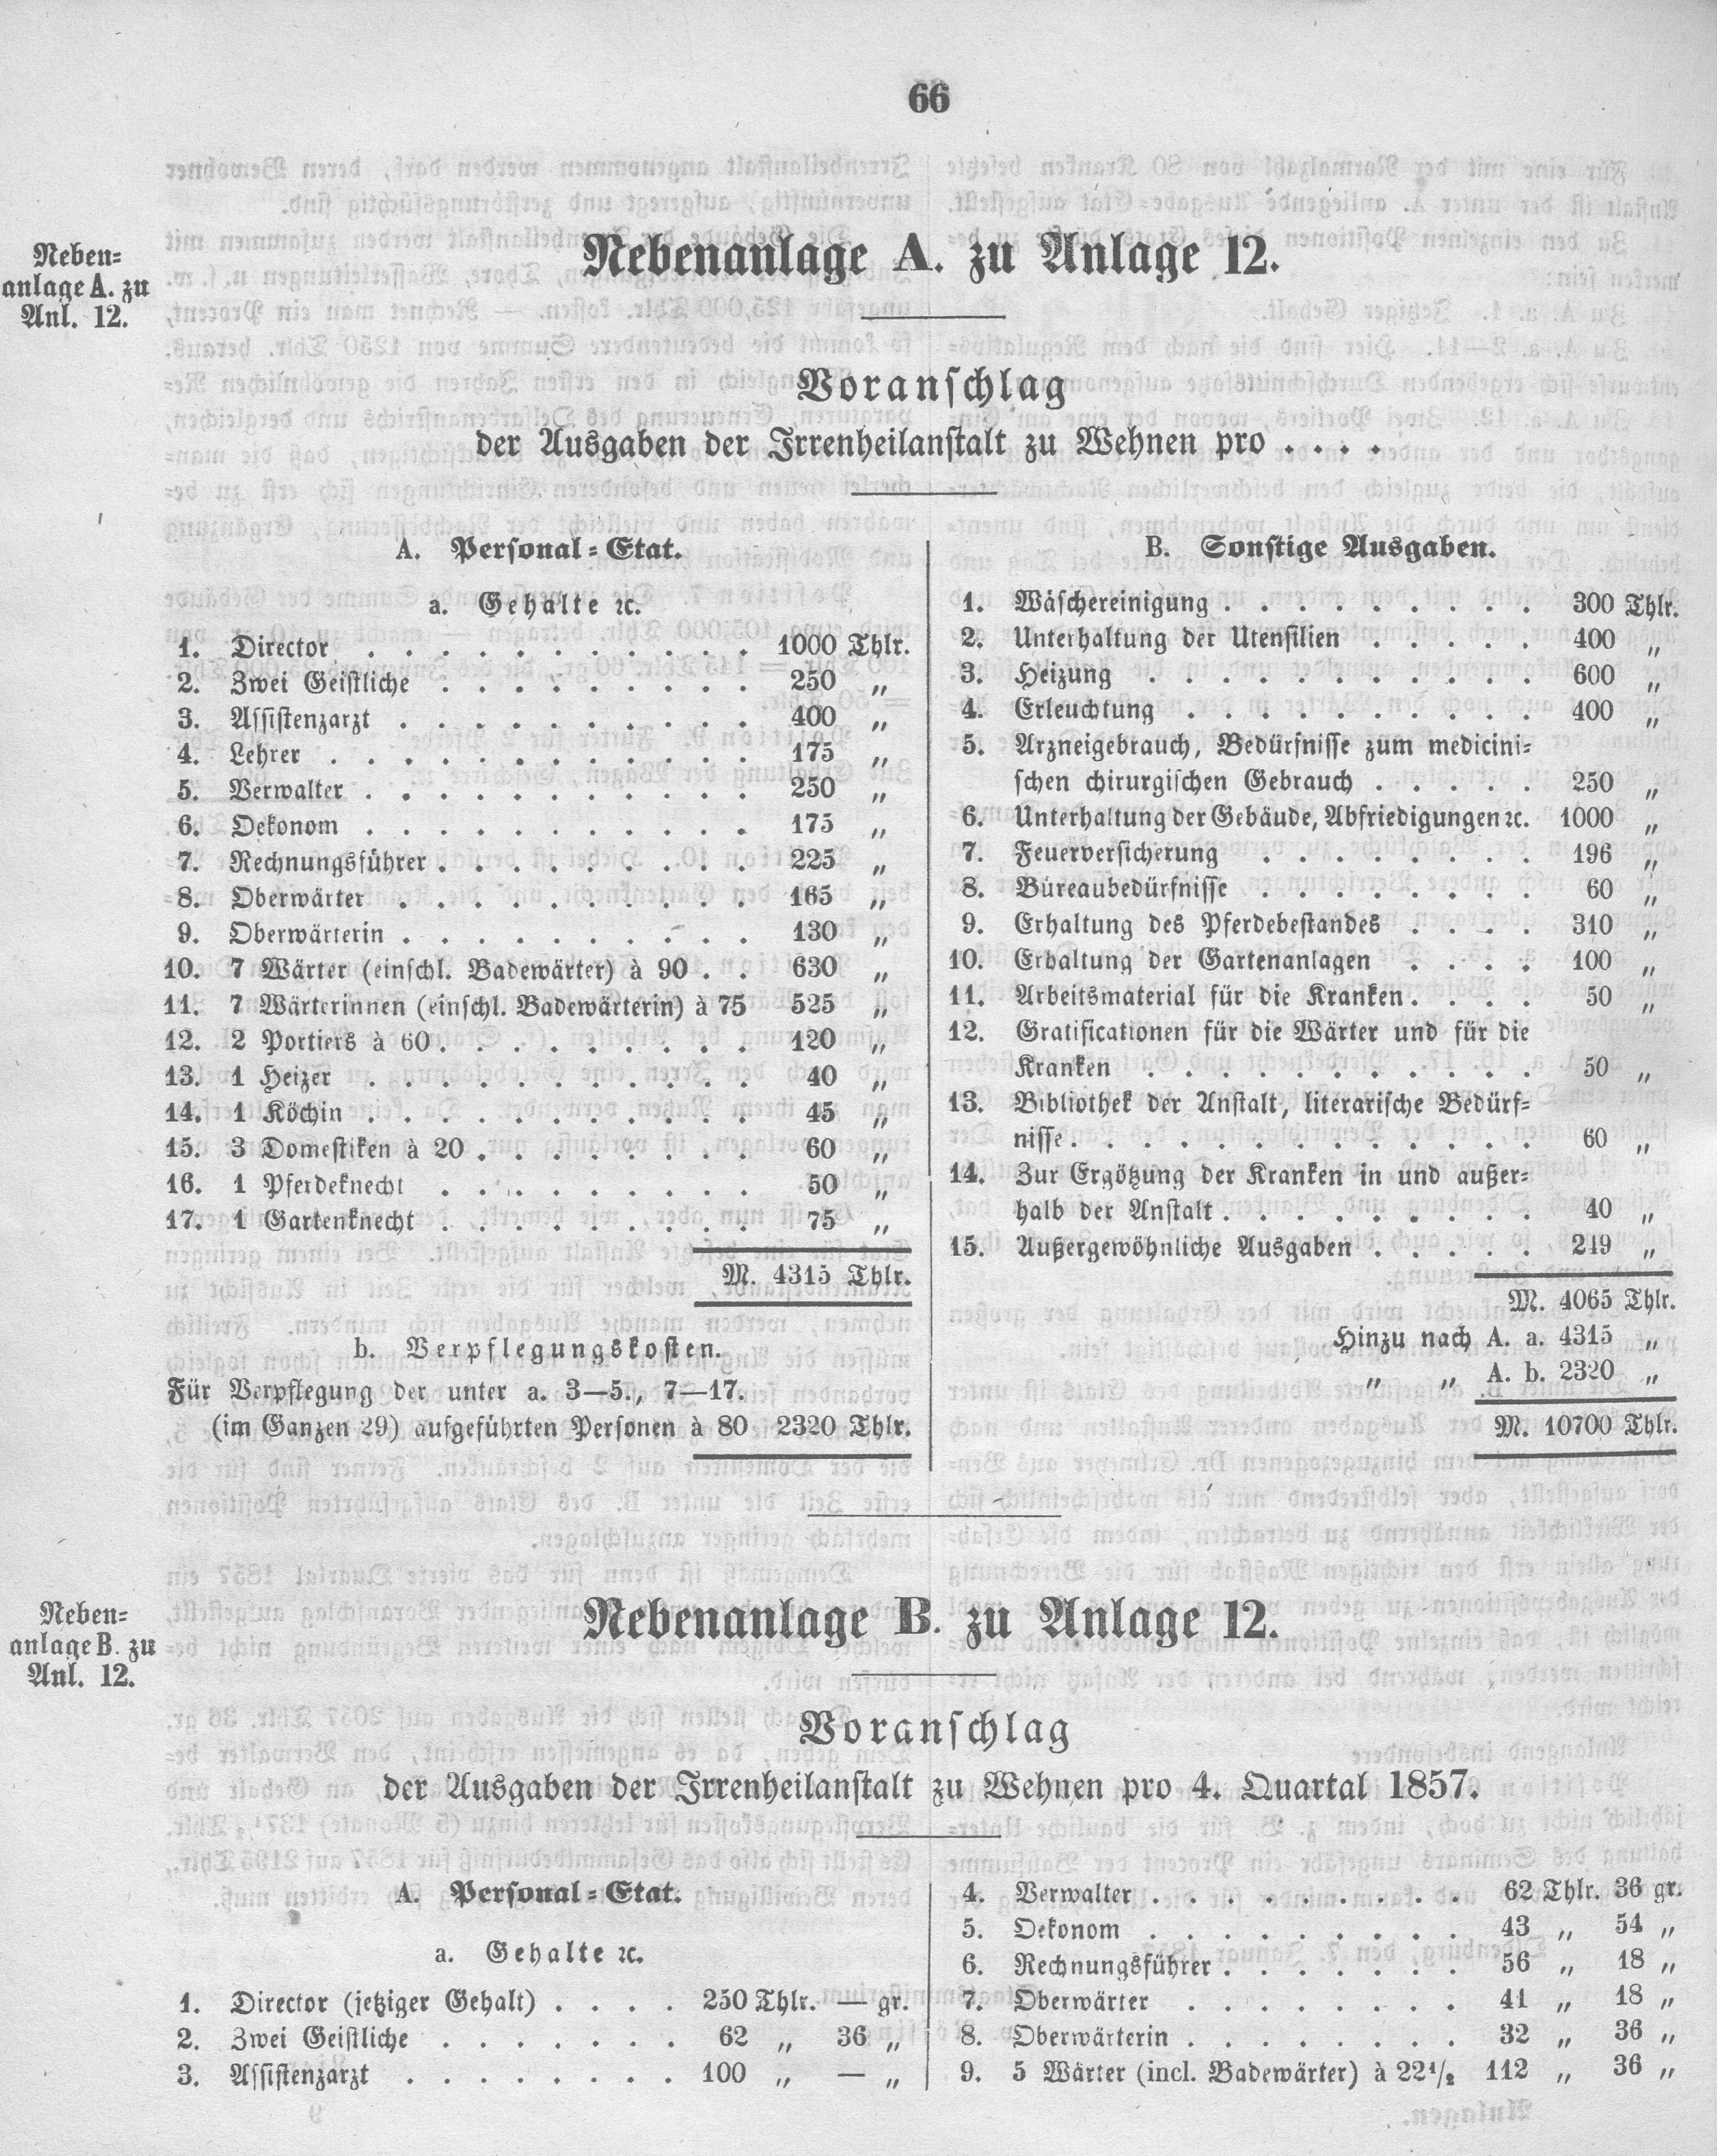 66
Neben=
anlage A. zu
Anl. 12.
Nebenanlage A. zu Anlage 12.
Voranschlag
der Ausgaben der Irrenheilanstalt zu Wehnen pro . . . .
A. Personal=Etat.
a. Gehalte ꝛc.
1. Director . . . . . . . . . . . . 1000 Thlr.
2. Zwei Geistliche . . . . . . . . . 250 „
3. Assistenzarzt . . . . . . . . . . 400 „
4. Lehrer . . . . . . . . . . . . 175 „
5. Verwalter . . . . . . . . . . . 250 „
6. Oekonom . . . . . . . . . . . 175 „
7. Rechnungsführer . . . . . . . . . 225 „
8. Oberwärter . . . . . . . . . . 165 „
9. Oberwärterin . . . . . . . . . . 130 „
10. 7 Wärter (einschl. Badewärter) à 90 . . 630 „
11. 7 Wärterinnen (einschl. Badewärterin) à 75 525 „
12. 2 Portiers à 60 . . . . . . . . . 120 „
13. 1 Heizer . . . . . . . . . . . 40 „
14. 1 Köchin . . . . . . . . . . . 45 „
15. 3 Domestiken à 20 . . . . . . . . 60 „
16. 1 Pferdeknecht . . . . . . . . . 50 „
17. 1 Gartenknecht . . . . . . . . . 75 „
M. 4315 Thlr.
b. Verpflegungskosten.
Für Verpflegung der unter a. 3—5., 7—17.
(im Ganzen 29) aufgeführten Personen à 80 2320 Thlr.
B. Sonstige Ausgaben.
1. Wäschereinigung . . . . . . . . . 300 Thlr.
2. Unterhaltung der Utensilien . . . . . 400 „
3. Heizung . . . . . . . . . . . 600 „
4. Erleuchtung . . . . . . . . . . 400 „
5. Arzneigebrauch, Bedürfnisse zum medicini=
schen chirurgischen Gebrauch . . . . . 250 „
6. Unterhaltung der Gebäude, Abfriedigungen ꝛc. 1000 „
7. Feuerversicherung . . . . . . . . 196 „
8. Büreaubedürfnisse . . . . . . . . 60 „
9. Erhaltung des Pferdebestandes . . . . 310 „
10. Erhaltung der Gartenanlagen . . . . 100 „
11. Arbeitsmaterial für die Kranken . . . . 50 „
12. Gratificationen für die Wärter und für die
Kranken . . . . . . . . . . . 50 „
13. Bibliothek der Anstalt, literarische Bedürf=
nisse . . . . . . . . . . . . . 60 „
14. Zur Ergötzung der Kranken in und außer=
halb der Anstalt . . . . . . . . . 40 „
15. Außergewöhnliche Ausgaben . . . . . 249 „
M. 4065 Thlr.
Hinzu nach A. a. 4315 „
„ „ A. b. 2320 „
M. 10700 Thlr.
Neben=
anlage B. zu
Anl. 12.
Nebenanlage B. zu Anlage 12.
Voranschlag
der Ausgaben der Irrenheilanstalt zu Wehnen pro 4. Quartal 1857.
A. Personal=Etat.
a. Gehalte ꝛc.
1. Director (jetziger Gehalt) . . . . 250 Thlr. — gr.
2. Zwei Geistliche . . . . . . . 62 „ 36 „
3. Assistenzarzt . . . . . . . . 100 „ — „
4. Verwalter . . . . . . . . . 62 Thlr. 36 gr.
5. Oekonom . . . . . . . . . 43 „ 54 „
6. Rechnungsführer . . . . . . . 56 „ 18 „
7. Oberwärter . . . . . . . . 41 „ 18 „
8. Oberwärterin . . . . . . . . 32 „ 36 „
9. 5 Wärter (incl. Badewärter) à 22½ 112 „ 36 „